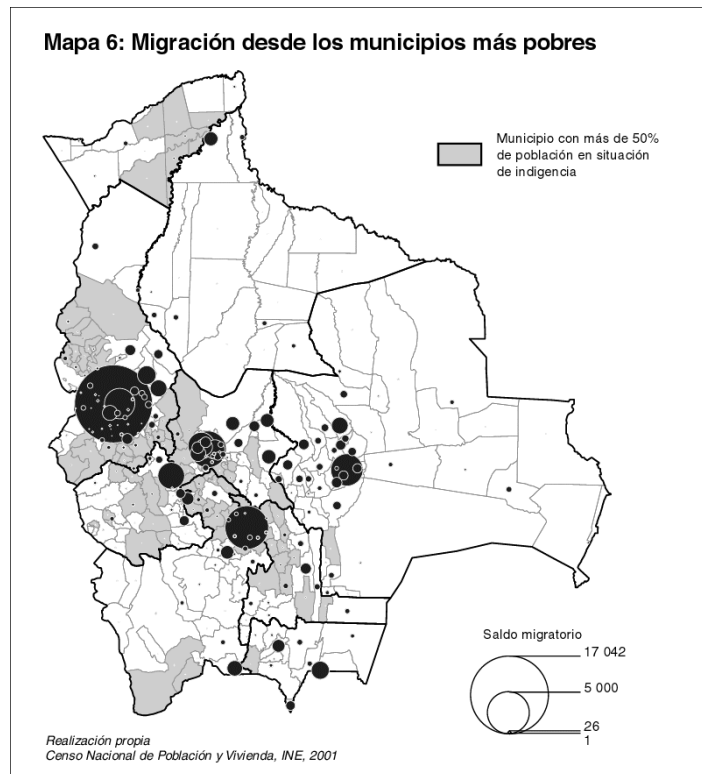 Mapa 6: Migración desde los municipios más pobres
Municipio con más de 50%
de población en situación
de indigencia
Saldo migratorio
17 042
5 000
26
1
Realización propia
Censo Nacional de Población y Vivienda, INE, 2001